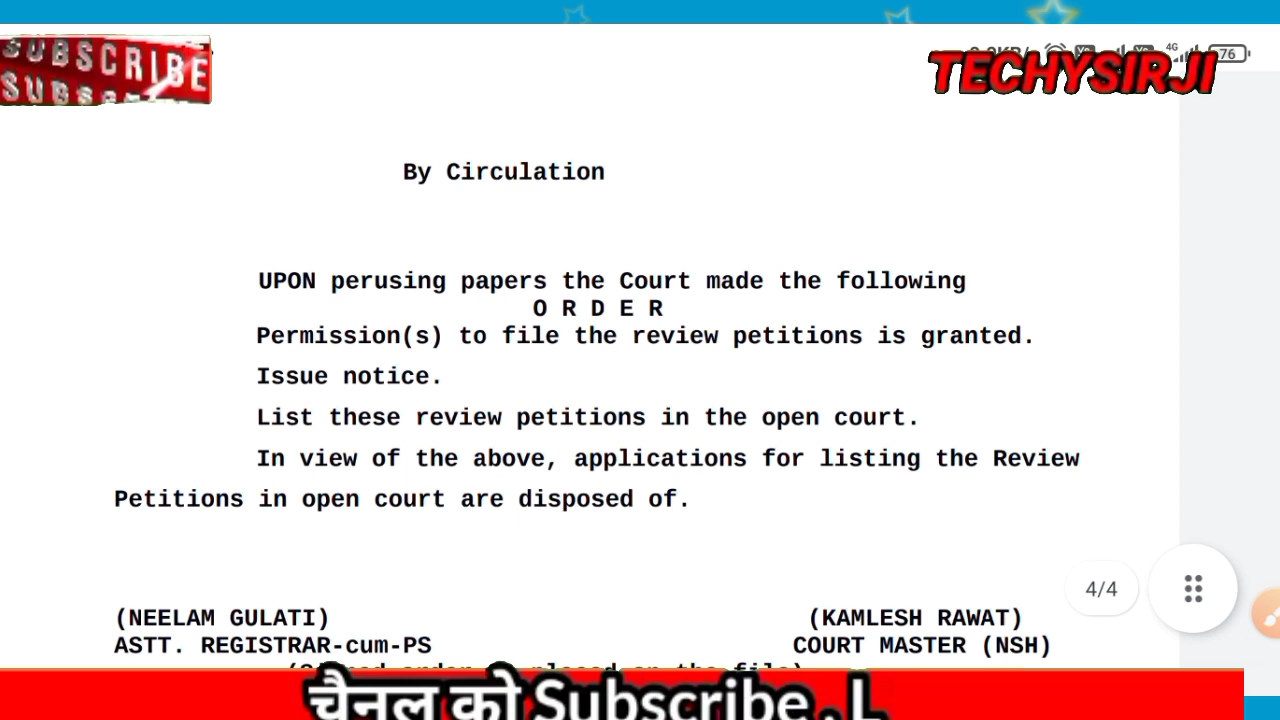 SUBSCRIBE
TECHYSIRJI
4G
76
By Circulation
UPON perusing papers the Court made the following
O R D E R
Permission(s) to file the review petitions is granted.
Issue notice.
List these review petitions in the open court.
In view of the above, applications for listing the Review
Petitions in open court are disposed of.
4/4
(NEELAM GULATI) (KAMLESH RAWAT)
ASTT. REGISTRAR-cum-PS COURT MASTER (NSH)
चैनल को Subscribe . L